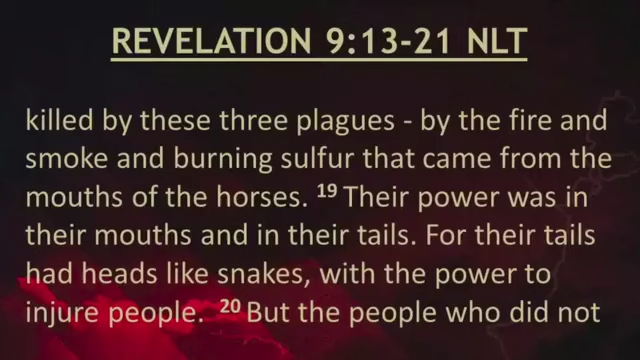 REVELATION 9:13-21 NLT
killed by these three plagues - by the fire and
smoke and burning sulfur that came from the
mouths of the horses. 19 Their power was in
their mouths and in their tails. For their tails
had heads like snakes, with the power to
injure people. 20 But the people who did not